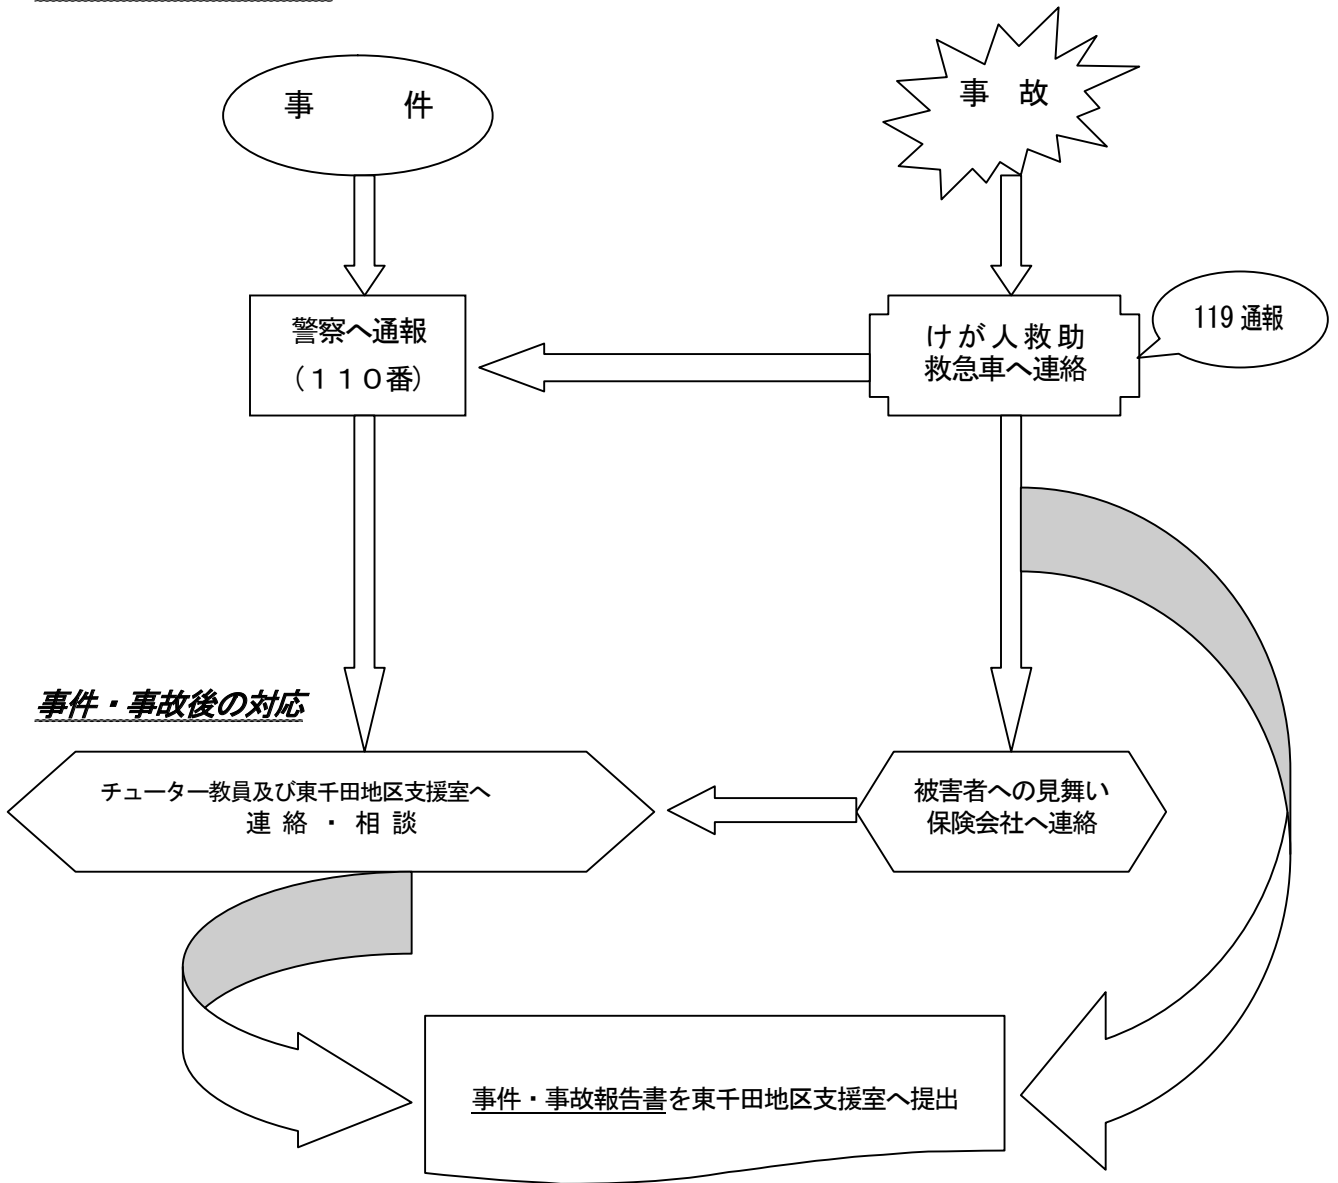 事　件
事 故
警察へ通報
（１１０番）
けが人救助
救急車へ連絡
119 通報
事件・事故後の対応
チューター教員及び東千田地区支援室へ
連 絡 ・ 相 談
被害者への見舞い
保険会社へ連絡
事件・事故報告書を東千田地区支援室へ提出